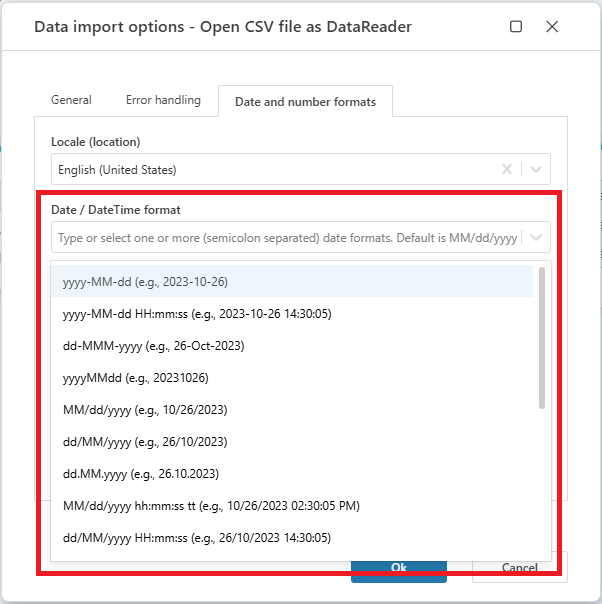 Data import options - Open CSV file as DataReader
General
Error handling
Date and number formats
Locale (location)
English (United States)
Date / DateTime format
Type or select one or more (semicolon separated) date formats. Default is MM/dd/yyyy
yyyy-MM-dd (e.g., 2023-10-26)
yyyy-MM-dd HH:mm:ss (e.g., 2023-10-26 14:30:05)
dd-MMM-yyyy (e.g., 26-Oct-2023)
yyyyMMdd (e.g., 20231026)
MM/dd/yyyy (e.g., 10/26/2023)
dd/MM/yyyy (e.g., 26/10/2023)
dd.MM.yyyy (e.g., 26.10.2023)
MM/dd/yyyy hh:mm:ss tt (e.g., 10/26/2023 02:30:05 PM)
dd/MM/yyyy HH:mm:ss (e.g., 26/10/2023 14:30:05)
Ok
Cancel